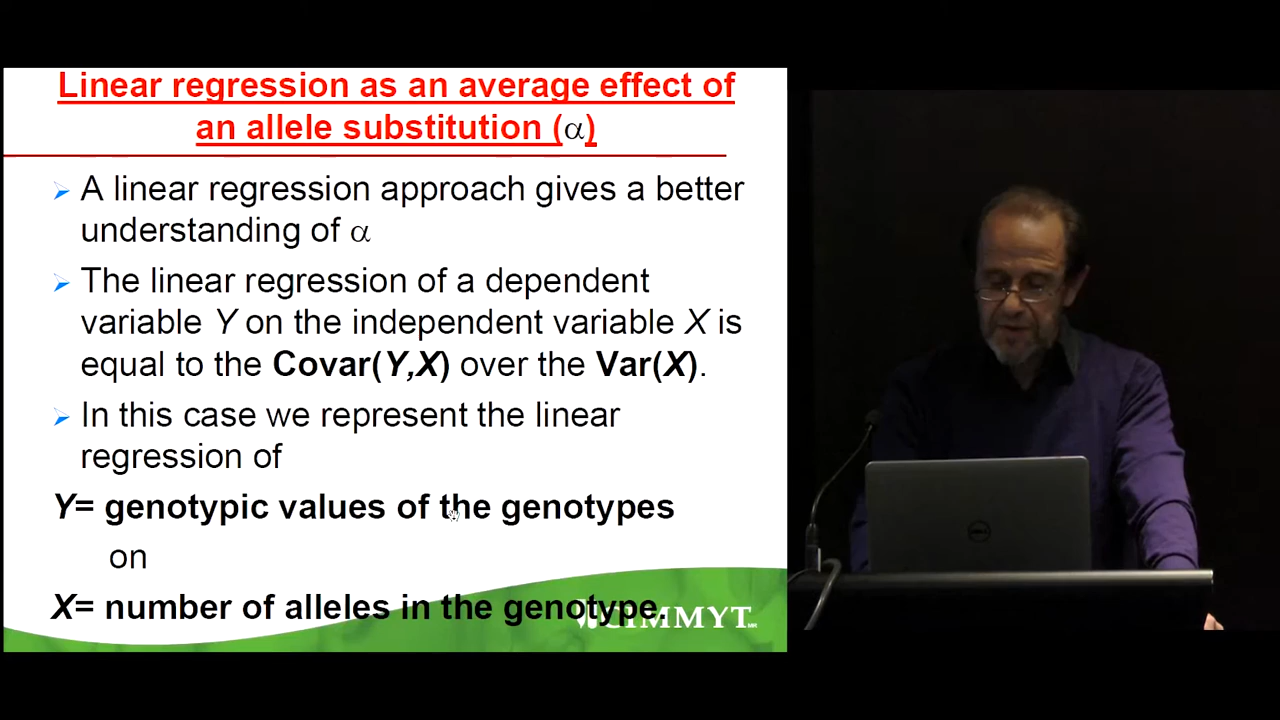 Linear regression as an average effect of
an allele substitution (α)
➢ A linear regression approach gives a better
understanding of α
➢ The linear regression of a dependent
variable Y on the independent variable X is
equal to the Covar(Y,X) over the Var(X).
➢ In this case we represent the linear
regression of
Y= genotypic values of the genotypes
on
X= number of alleles in the genotype.
CIMMYT
DELL